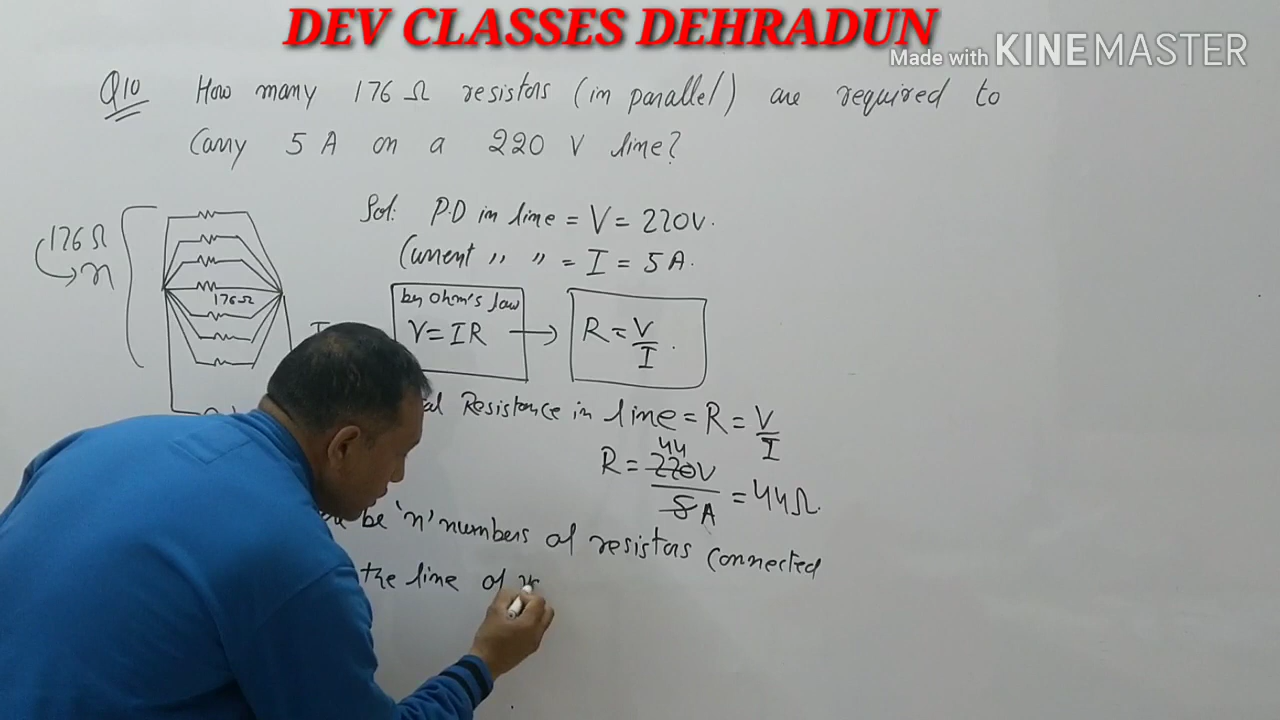 DEV CLASSES DEHRADUN
Made with KINEMASTER
Q10 How many 176 Ω resistors (in parallel) are required to
Carry 5 A on a 220 V line?
176 Ω
n
176Ω
I
Sol: P.D in line = V = 220V.
Current " " = I = 5 A.
by Ohm's law
V = IR → R = V/I .
Resistance in line = R = V/I
R = 220V/5A = 44Ω.
44
be 'n' numbers of resistors connected
the line of